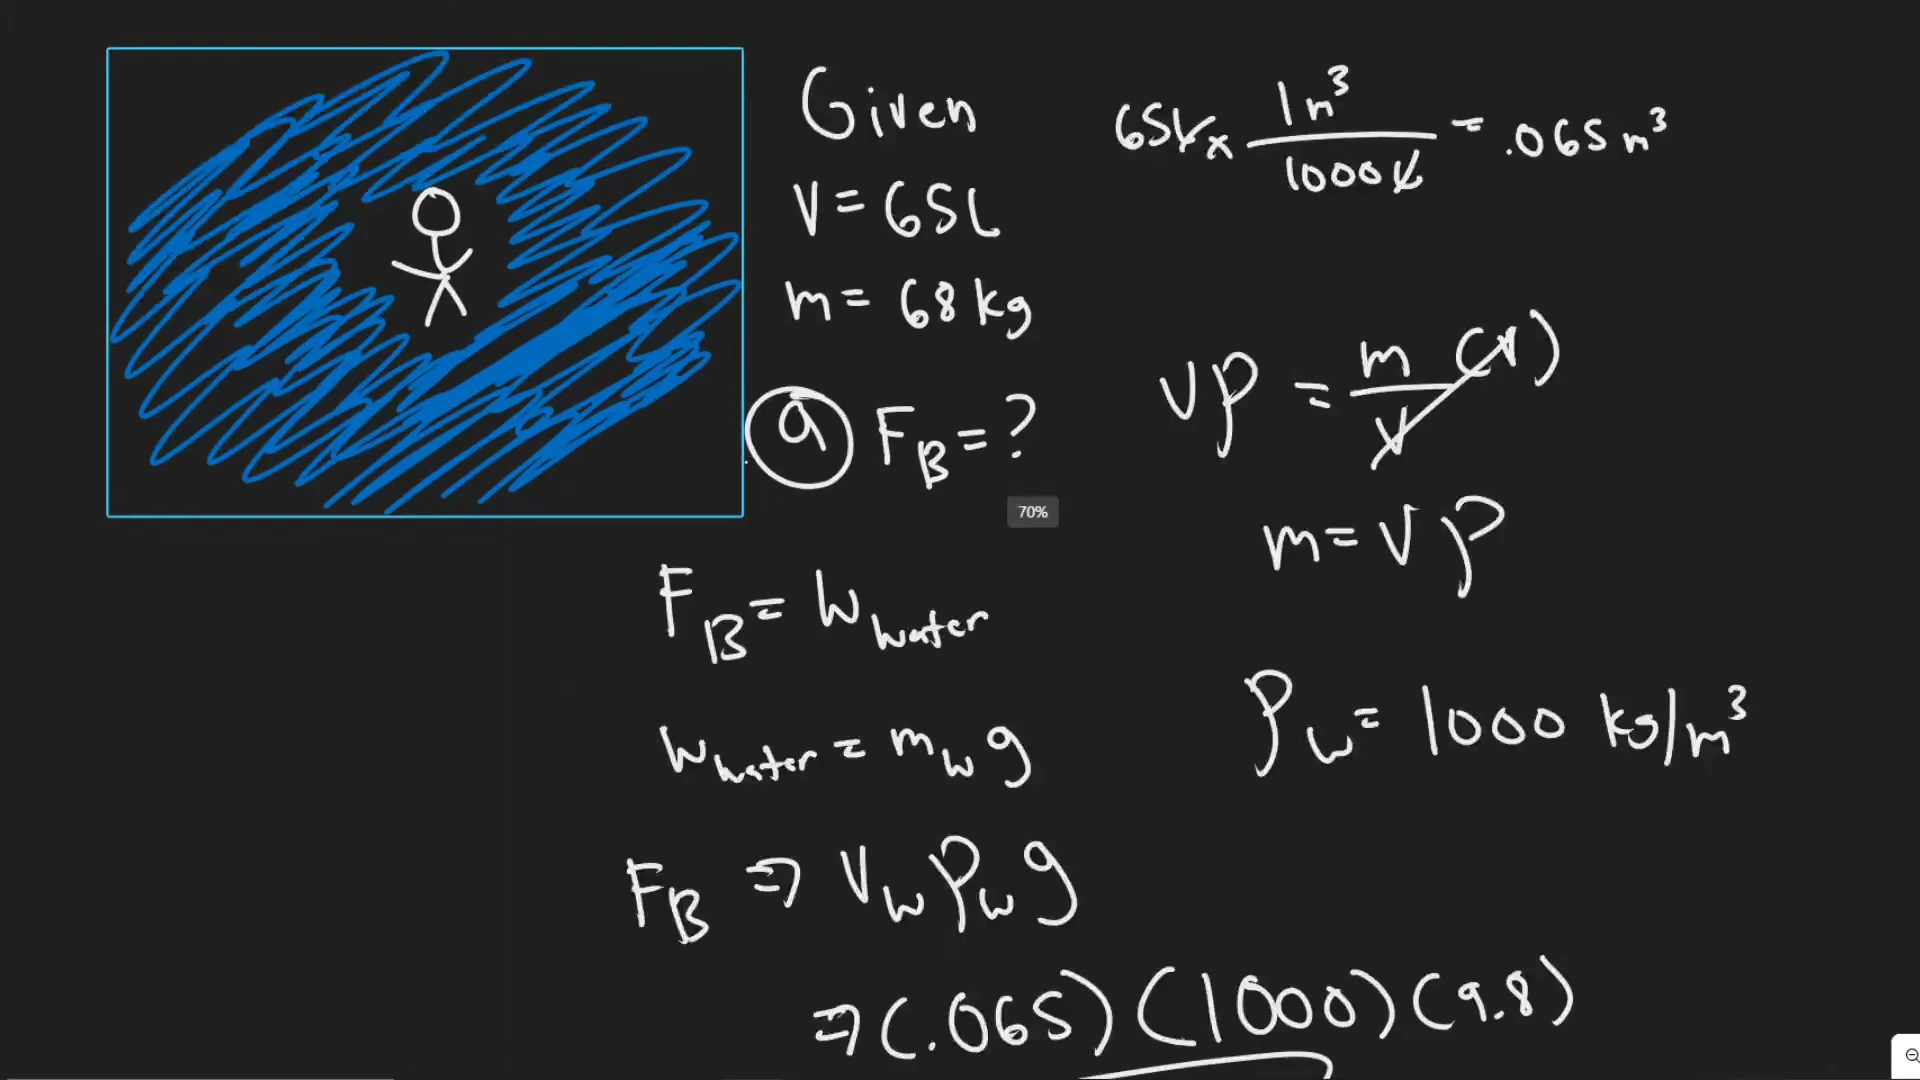 Given
V = 65L
m = 68 kg
a F_B = ?
65L x 1m³/1000L = .065 m³
Vρ = m/V (V)
m = Vρ
70%
F_B = W_water
W_water = m_w g
ρ_w = 1000 kg/m³
F_B ⇒ V_w ρ_w g
⇒ (.065)(1000)(9.8)